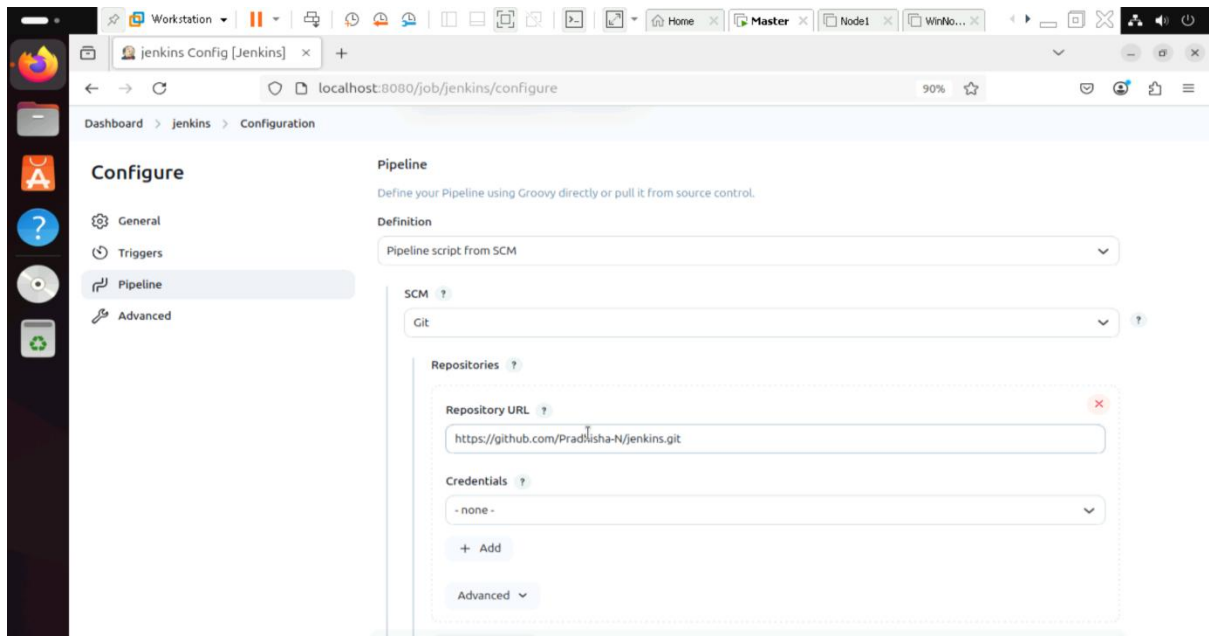 Workstation
Home
Master
Node1
WinNo...
jenkins Config [Jenkins]
localhost:8080/job/jenkins/configure
90%
Dashboard > jenkins > Configuration
Configure
General
Triggers
Pipeline
Advanced
Pipeline
Define your Pipeline using Groovy directly or pull it from source control.
Definition
Pipeline script from SCM
SCM ?
Git
?
Repositories ?
Repository URL ?
https://github.com/Pradhisha-N/jenkins.git
Credentials ?
- none -
+ Add
Advanced